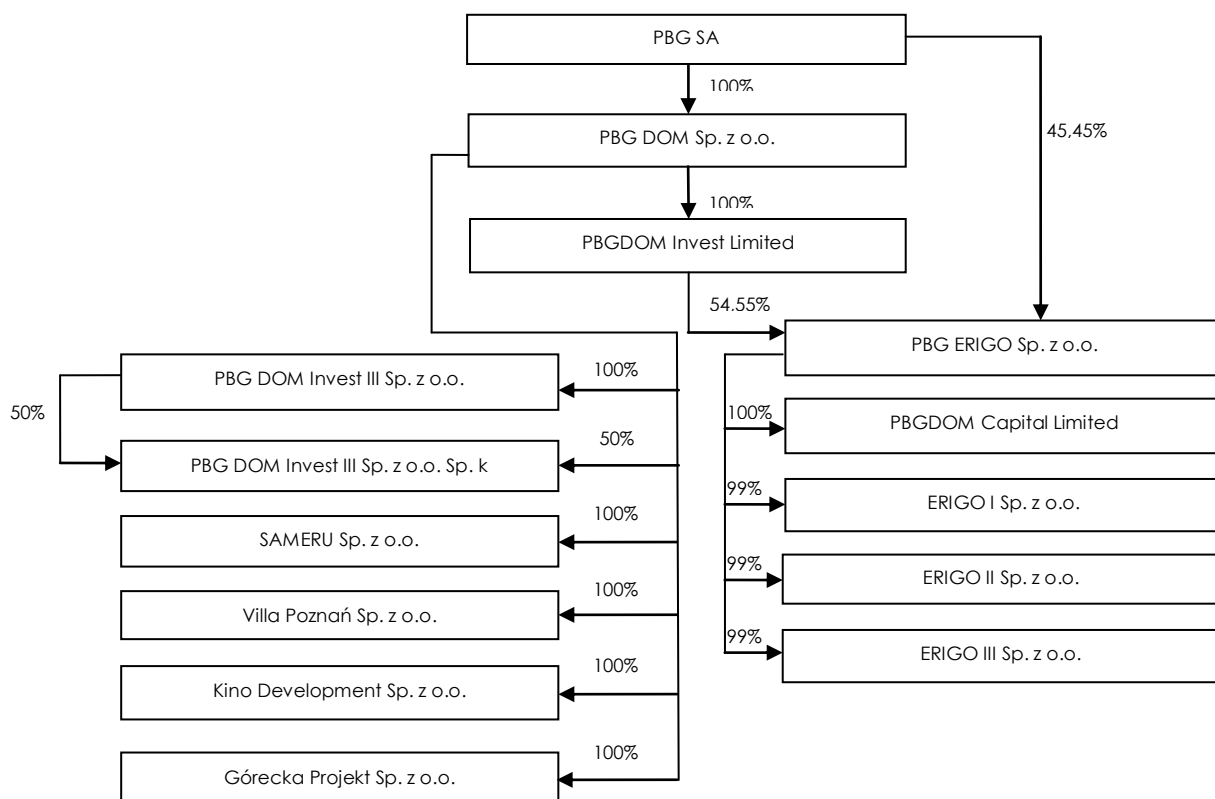 PBG SA
100%
PBG DOM Sp. z o.o.
45,45%
100%
PBGDOM Invest Limited
54,55%
PBG ERIGO Sp. z o.o.
PBG DOM Invest III Sp. z o.o.
100%
50%
100%
PBGDOM Capital Limited
PBG DOM Invest III Sp. z o.o. Sp. k
50%
99%
ERIGO I Sp. z o.o.
SAMERU Sp. z o.o.
100%
99%
ERIGO II Sp. z o.o.
Villa Poznań Sp. z o.o.
100%
99%
ERIGO III Sp. z o.o.
Kino Development Sp. z o.o.
100%
Górecka Projekt Sp. z o.o.
100%